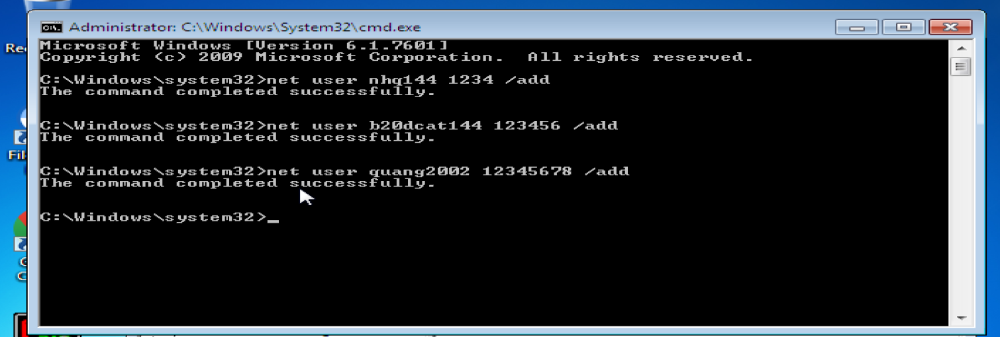 Administrator: C:\Windows\System32\cmd.exe
Microsoft Windows [Version 6.1.7601]
Copyright (c) 2009 Microsoft Corporation.  All rights reserved.
C:\Windows\system32>net user nhq144 1234 /add
The command completed successfully.
C:\Windows\system32>net user b20dcat144 123456 /add
The command completed successfully.
C:\Windows\system32>net user quang2002 12345678 /add
The command completed successfully.
C:\Windows\system32>_